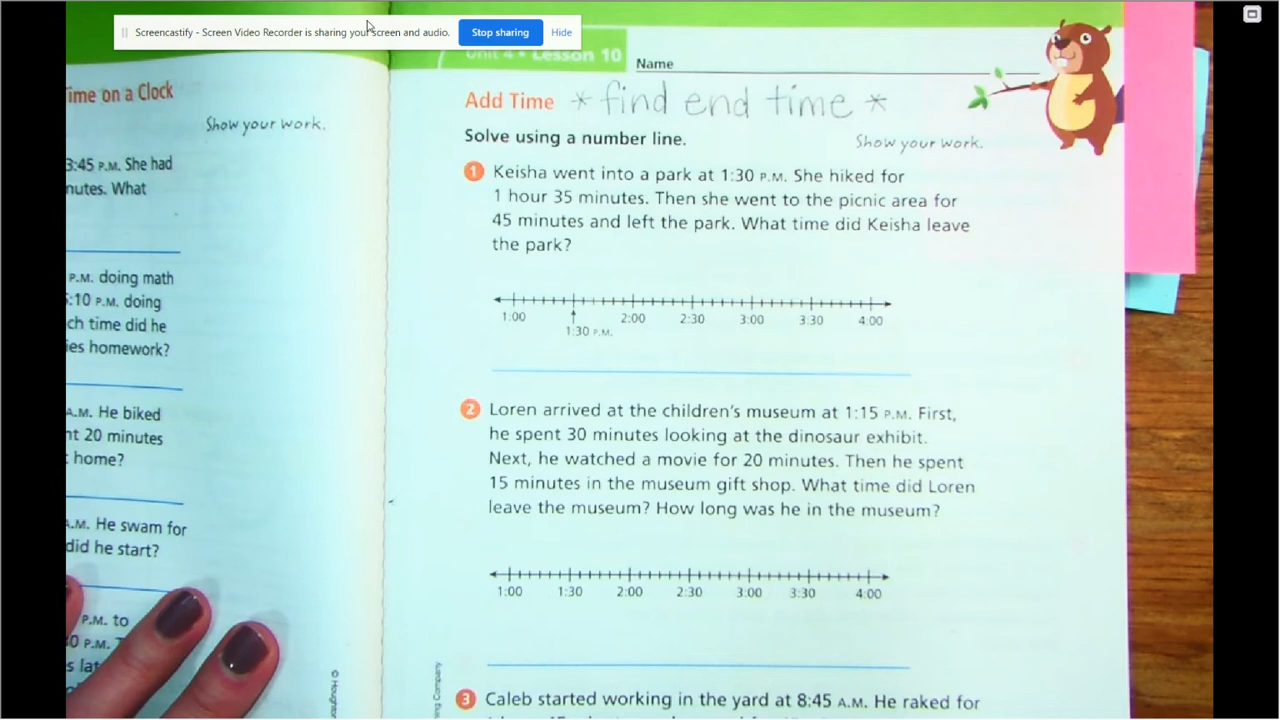 Screencastify - Screen Video Recorder is sharing your screen and audio.
Stop sharing
Hide
Time on a Clock
Show your work.
3:45 P.M. She had
nutes. What
P.M. doing math
5:10 P.M. doing
ch time did he
ies homework?
A.M. He biked
nt 20 minutes
home?
A.M. He swam for
did he start?
P.M. to
0 P.M.
© Houghton
Unit 4 • Lesson 10
Name
Add Time * find end time *
Solve using a number line.
Show your work.
1 Keisha went into a park at 1:30 P.M. She hiked for
1 hour 35 minutes. Then she went to the picnic area for
45 minutes and left the park. What time did Keisha leave
the park?
1:00 2:00 2:30 3:00 3:30 4:00
1:30 P.M.
2 Loren arrived at the children's museum at 1:15 P.M. First,
he spent 30 minutes looking at the dinosaur exhibit.
Next, he watched a movie for 20 minutes. Then he spent
15 minutes in the museum gift shop. What time did Loren
leave the museum? How long was he in the museum?
1:00 1:30 2:00 2:30 3:00 3:30 4:00
Company
3 Caleb started working in the yard at 8:45 A.M. He raked for